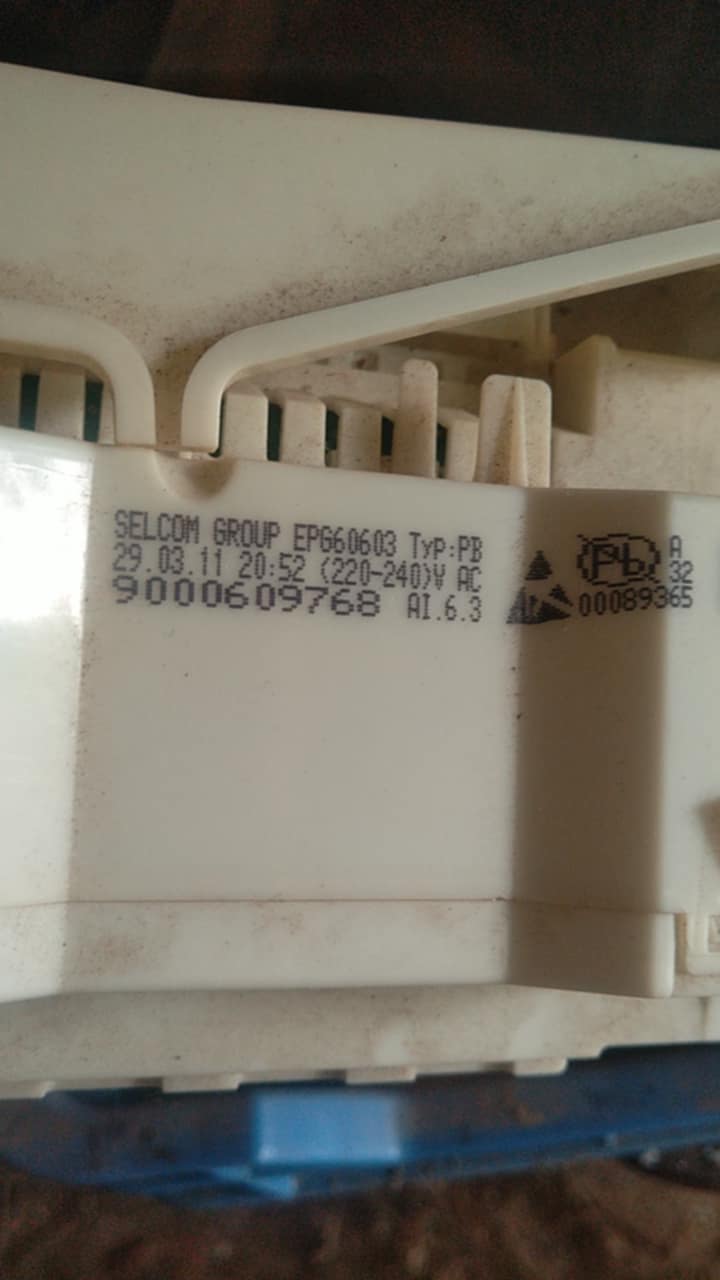 SELCOM GROUP EPG60603 TYP:PB
29.03.11 20:52 (220-240)V AC
9000609768 AI.6.3
Pb A
32
00089365